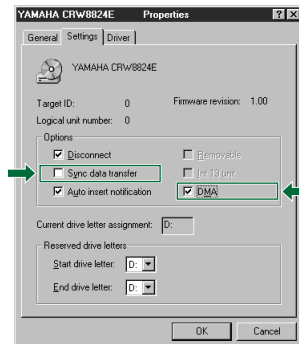 YAMAHA CRW8824E Properties
General Settings Driver
YAMAHA CRW8824E
Target ID: 0 Firmware revision: 1.00
Logical unit number: 0
Options
Disconnect Removable
Sync data transfer Int 13 unit
Auto insert notification DMA
Current drive letter assignment: D:
Reserved drive letters
Start drive letter: D:
End drive letter: D:
OK Cancel